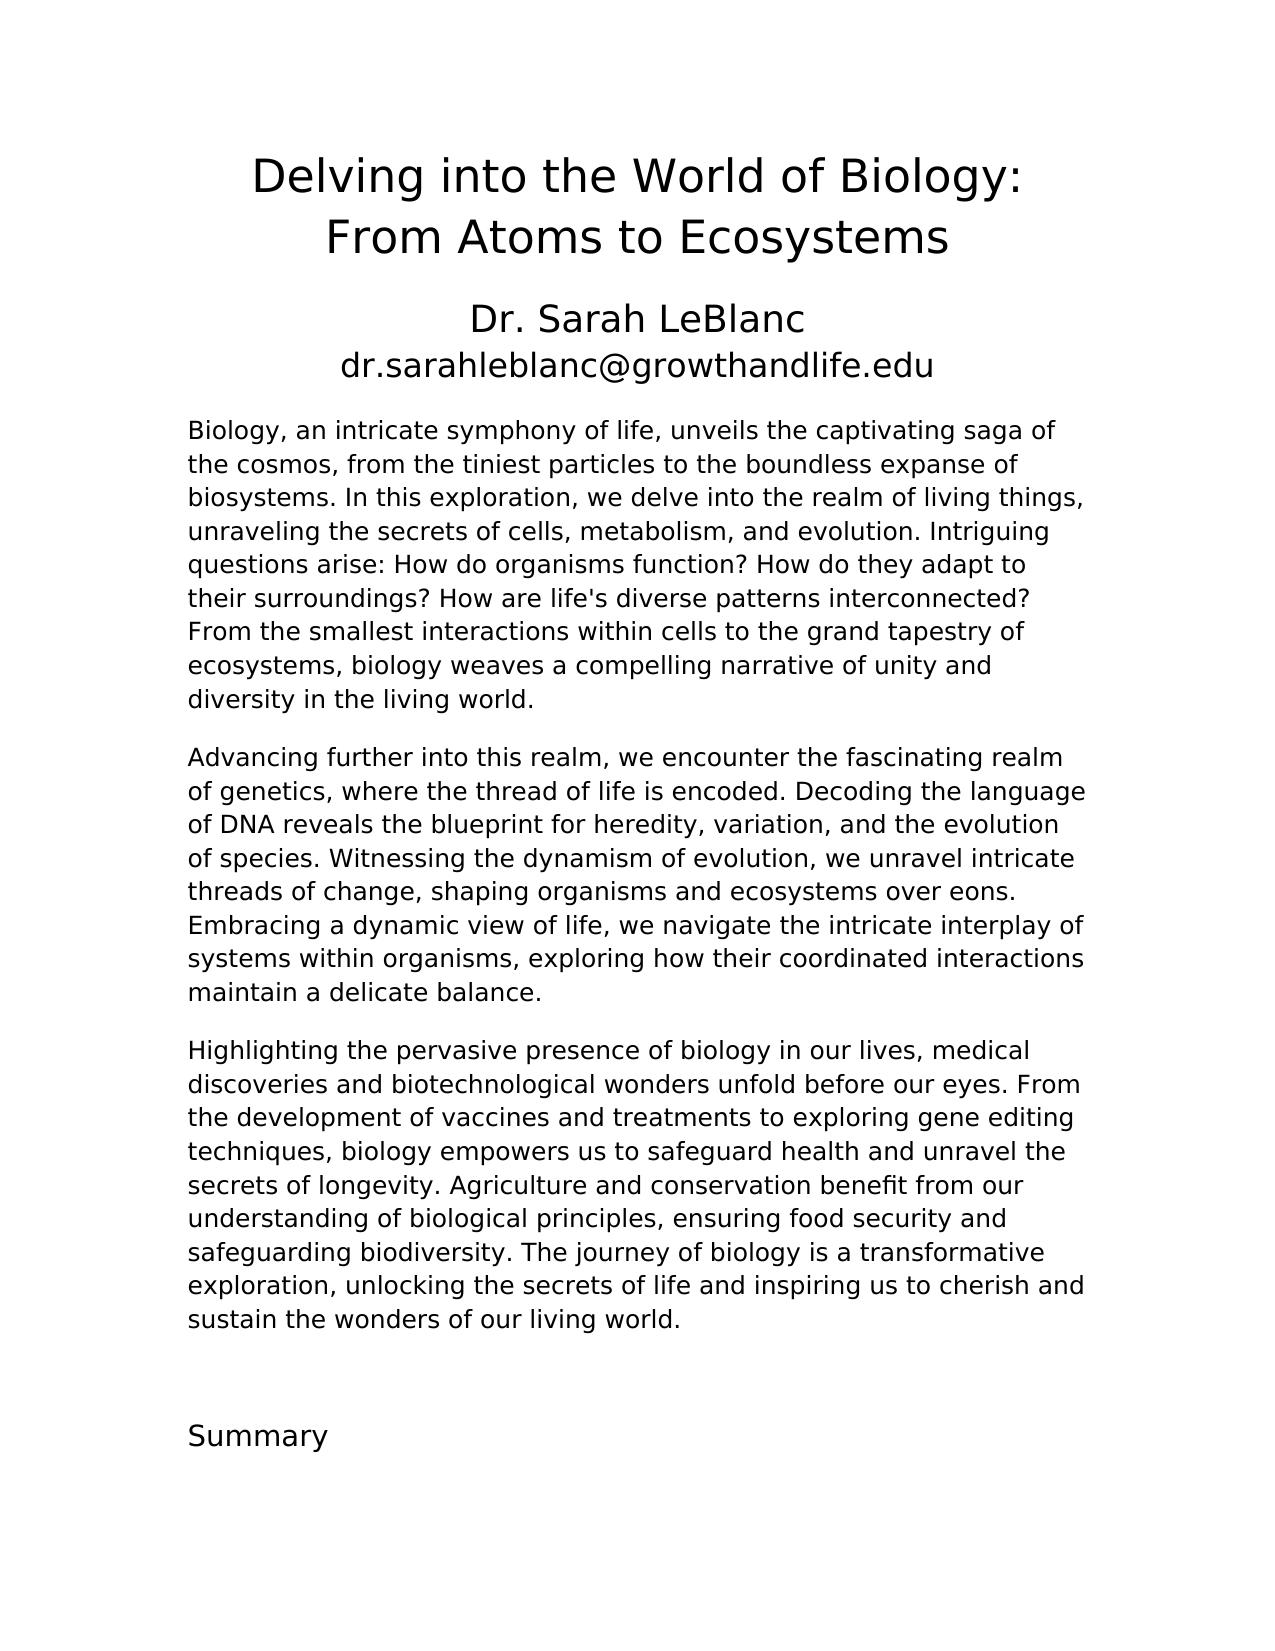 Delving into the World of Biology:
From Atoms to Ecosystems
Dr. Sarah LeBlanc
dr.sarahleblanc@growthandlife.edu
Biology, an intricate symphony of life, unveils the captivating saga of
the cosmos, from the tiniest particles to the boundless expanse of
biosystems. In this exploration, we delve into the realm of living things,
unraveling the secrets of cells, metabolism, and evolution. Intriguing
questions arise: How do organisms function? How do they adapt to
their surroundings? How are life's diverse patterns interconnected?
From the smallest interactions within cells to the grand tapestry of
ecosystems, biology weaves a compelling narrative of unity and
diversity in the living world.
Advancing further into this realm, we encounter the fascinating realm
of genetics, where the thread of life is encoded. Decoding the language
of DNA reveals the blueprint for heredity, variation, and the evolution
of species. Witnessing the dynamism of evolution, we unravel intricate
threads of change, shaping organisms and ecosystems over eons.
Embracing a dynamic view of life, we navigate the intricate interplay of
systems within organisms, exploring how their coordinated interactions
maintain a delicate balance.
Highlighting the pervasive presence of biology in our lives, medical
discoveries and biotechnological wonders unfold before our eyes. From
the development of vaccines and treatments to exploring gene editing
techniques, biology empowers us to safeguard health and unravel the
secrets of longevity. Agriculture and conservation benefit from our
understanding of biological principles, ensuring food security and
safeguarding biodiversity. The journey of biology is a transformative
exploration, unlocking the secrets of life and inspiring us to cherish and
sustain the wonders of our living world.
Summary